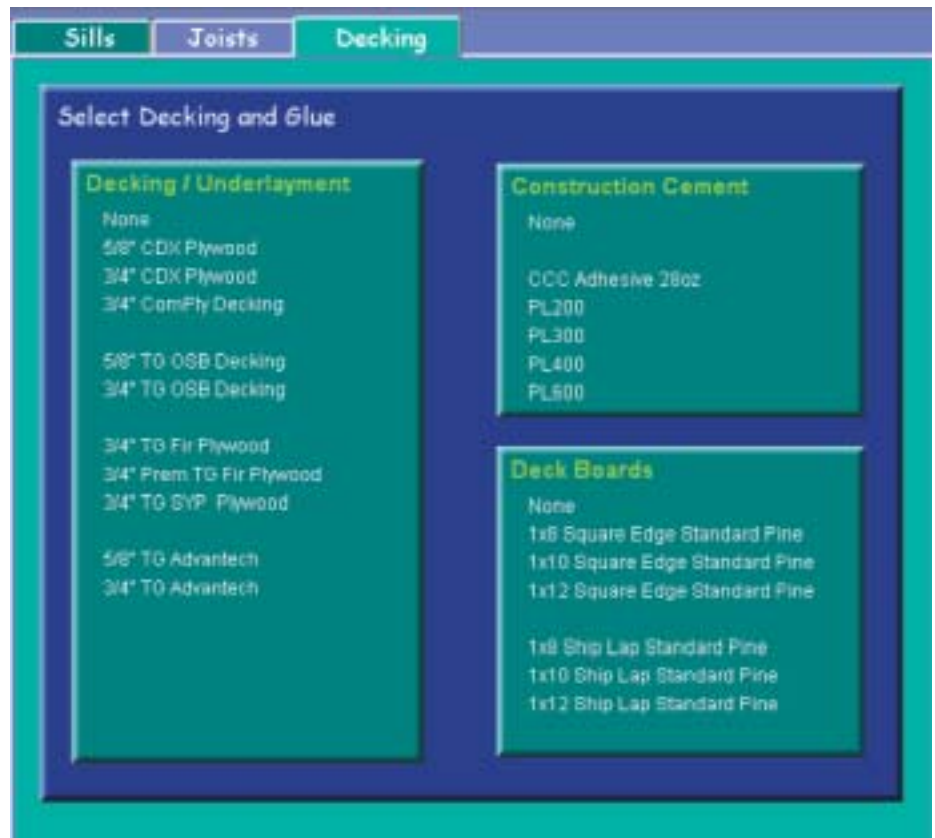 Sills Joists Decking
Select Decking and Glue
Decking / Underlayment
None
5/8" CDX Plywood
3/4" CDX Plywood
3/4" ComPly Decking
5/8" TG OSB Decking
3/4" TG OSB Decking
3/4" TG Fir Plywood
3/4" Prem TG Fir Plywood
3/4" TG SYP Plywood
5/8" TG Advantech
3/4" TG Advantech
Construction Cement
None
CCC Adhesive 28oz
PL200
PL300
PL400
PL600
Deck Boards
None
1x8 Square Edge Standard Pine
1x10 Square Edge Standard Pine
1x12 Square Edge Standard Pine
1x8 Ship Lap Standard Pine
1x10 Ship Lap Standard Pine
1x12 Ship Lap Standard Pine